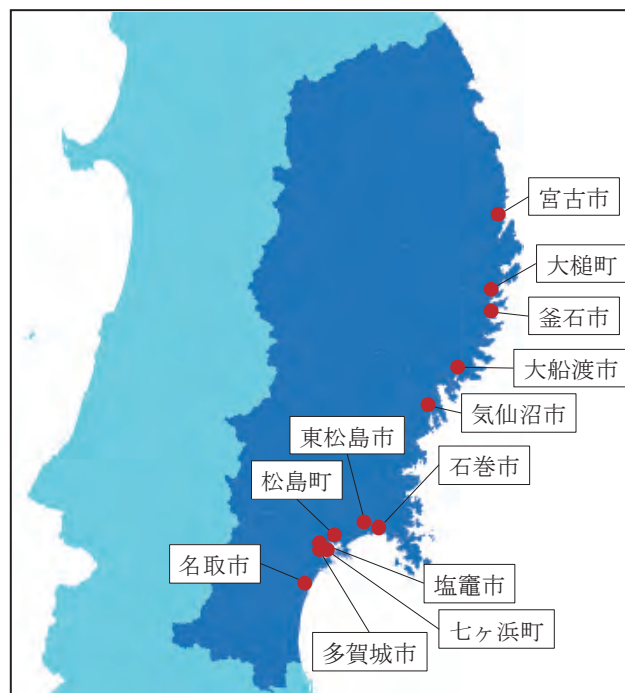 宮古市
大槌町
釜石市
大船渡市
気仙沼市
東松島市
石巻市
松島町
名取市
塩竈市
七ヶ浜町
多賀城市